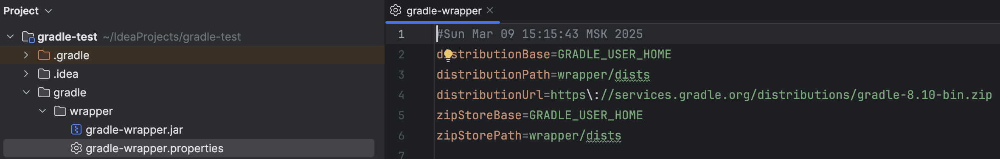 Project
gradle-test ~/IdeaProjects/gradle-test
.gradle
.idea
gradle
wrapper
gradle-wrapper.jar
gradle-wrapper.properties
gradle-wrapper
1 #Sun Mar 09 15:15:43 MSK 2025
2 distributionBase=GRADLE_USER_HOME
3 distributionPath=wrapper/dists
4 distributionUrl=https\://services.gradle.org/distributions/gradle-8.10-bin.zip
5 zipStoreBase=GRADLE_USER_HOME
6 zipStorePath=wrapper/dists
7